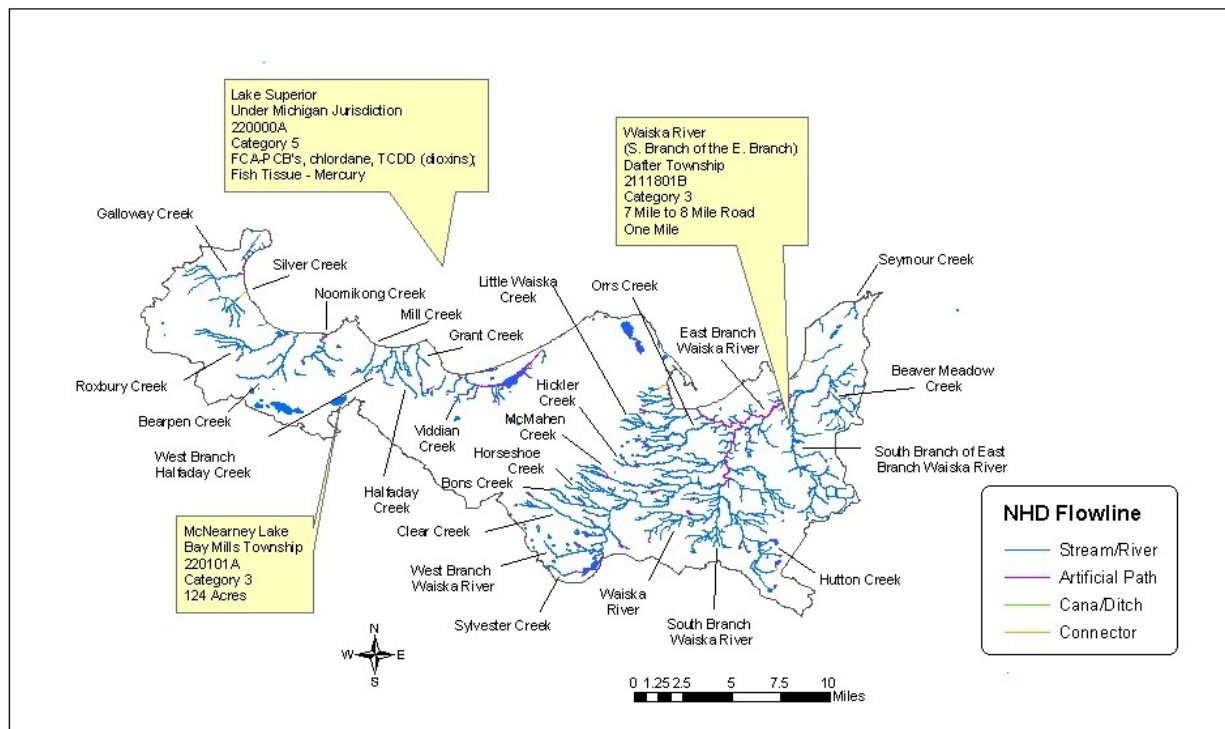 Lake Superior
Under Michigan Jurisdiction
220000A
Category 5
FCA-PCB's, chlordane, TCDD (dioxins);
Fish Tissue - Mercury
Waiska River
(S. Branch of the E. Branch)
Dafter Township
2111801B
Category 3
7 Mile to 8 Mile Road
One Mile
Galloway Creek
Silver Creek
Noomikong Creek
Mill Creek
Grant Creek
Little Waiska
Creek
Orrs Creek
Seymour Creek
East Branch
Waiska River
Beaver Meadow
Creek
Roxbury Creek
Bearpen Creek
West Branch
Halfaday Creek
Halfaday
Creek
Viddian
Creek
Hickler
Creek
McMahen
Creek
Horseshoe
Creek
Bons Creek
Clear Creek
West Branch
Waiska River
Sylvester Creek
Waiska
River
South Branch
Waiska River
South Branch of East
Branch Waiska River
Hutton Creek
McNearney Lake
Bay Mills Township
220101A
Category 3
124 Acres
NHD Flowline
Stream/River
Artificial Path
Cana/Ditch
Connector
N
W E
S
0 1.25 2.5 5 7.5 10
Miles